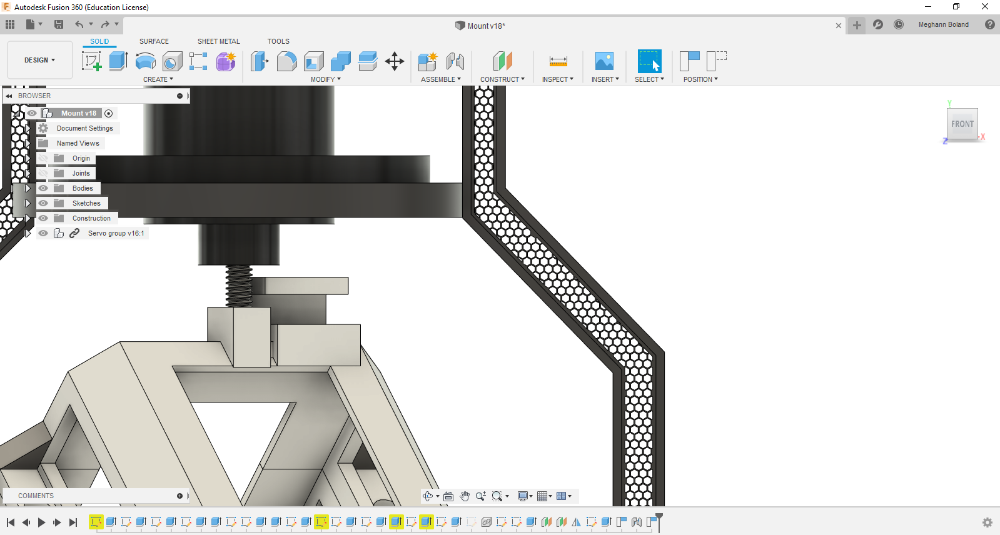 Autodesk Fusion 360 (Education License)
Mount v18*
Meghann Boland
SOLID SURFACE SHEET METAL TOOLS
DESIGN
CREATE MODIFY ASSEMBLE CONSTRUCT INSPECT INSERT SELECT POSITION
BROWSER
Mount v18
Document Settings
Named Views
Origin
Joints
Bodies
Sketches
Construction
Servo group v16:1
Y
FRONT
X
Z
COMMENTS